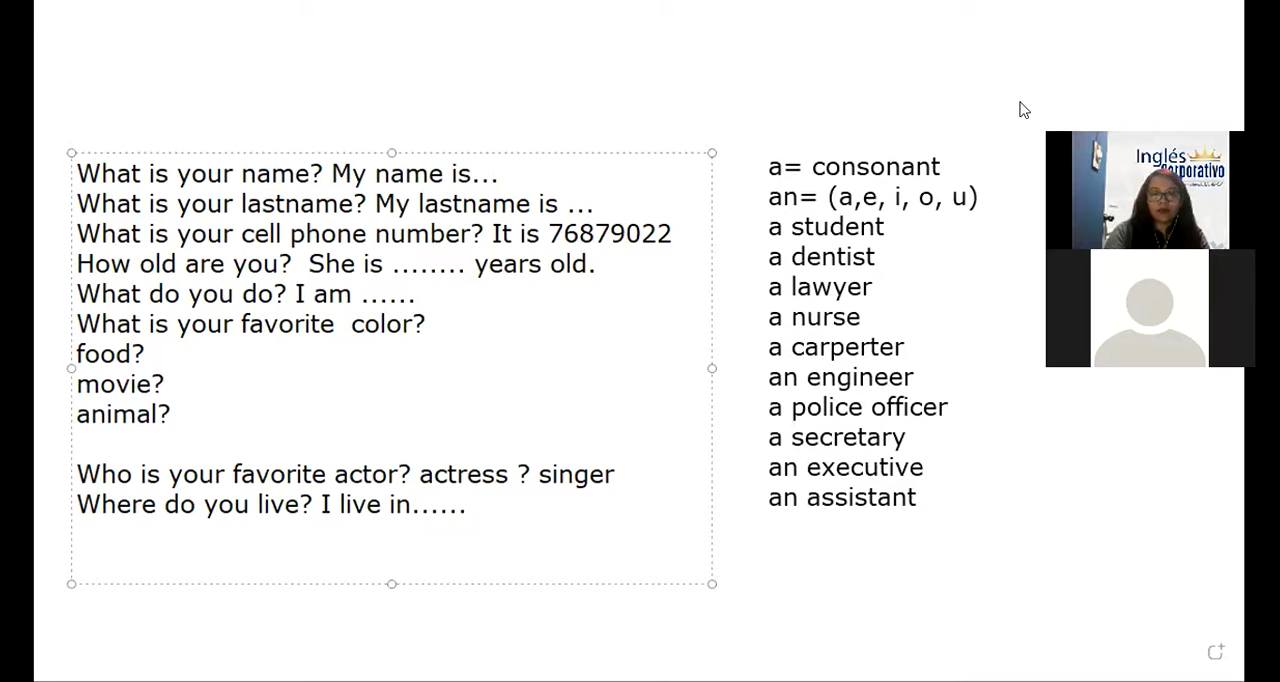 What is your name? My name is...
What is your lastname? My lastname is ...
What is your cell phone number? It is 76879022
How old are you?  She is ........ years old.
What do you do? I am ......
What is your favorite  color?
food?
movie?
animal?
Who is your favorite actor? actress ? singer
Where do you live? I live in......
a= consonant
an= (a,e, i, o, u)
a student
a dentist
a lawyer
a nurse
a carperter
an engineer
a police officer
a secretary
an executive
an assistant
Inglés
Corporativo